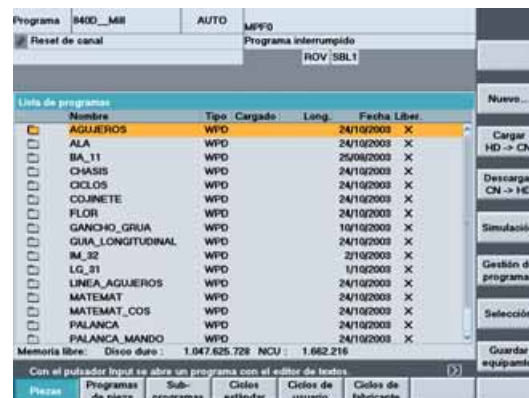 Programa 840D__Mill AUTO MPF0
Reset de canal Programa interrumpido
ROV SBL1
Lista de programas
Nombre Tipo Cargado Long. Fecha Liber.
AGUJEROS WPD 24/10/2003 X
ALA WPD 24/10/2003 X
BA_11 WPD 25/08/2003 X
CHASIS WPD 24/10/2003 X
CICLOS WPD 24/10/2003 X
COJINETE WPD 24/10/2003 X
FLOR WPD 24/10/2003 X
GANCHO_GRUA WPD 10/10/2003 X
GUIA_LONGITUDINAL WPD 24/10/2003 X
IM_32 WPD 2/10/2003 X
LG_31 WPD 1/10/2003 X
LINEA_AGUJEROS WPD 24/10/2003 X
MATEMAT WPD 24/10/2003 X
MATEMAT_COS WPD 24/10/2003 X
PALANCA WPD 24/10/2003 X
PALANCA_MANDO WPD 24/10/2003 X
Memoria libre: Disco duro : 1.047.625.728 NCU : 1.662.216
Con el pulsador Input se abre un programa con el editor de textos.
Piezas
Programas de pieza
Sub-programas
Ciclos estándar
Ciclos de usuario
Ciclos de fabricante
Nuevo...
Cargar
HD -> CN
Descarga
CN -> HD
Simulació
Gestión d
programa
Selecció
Guardar
equipami